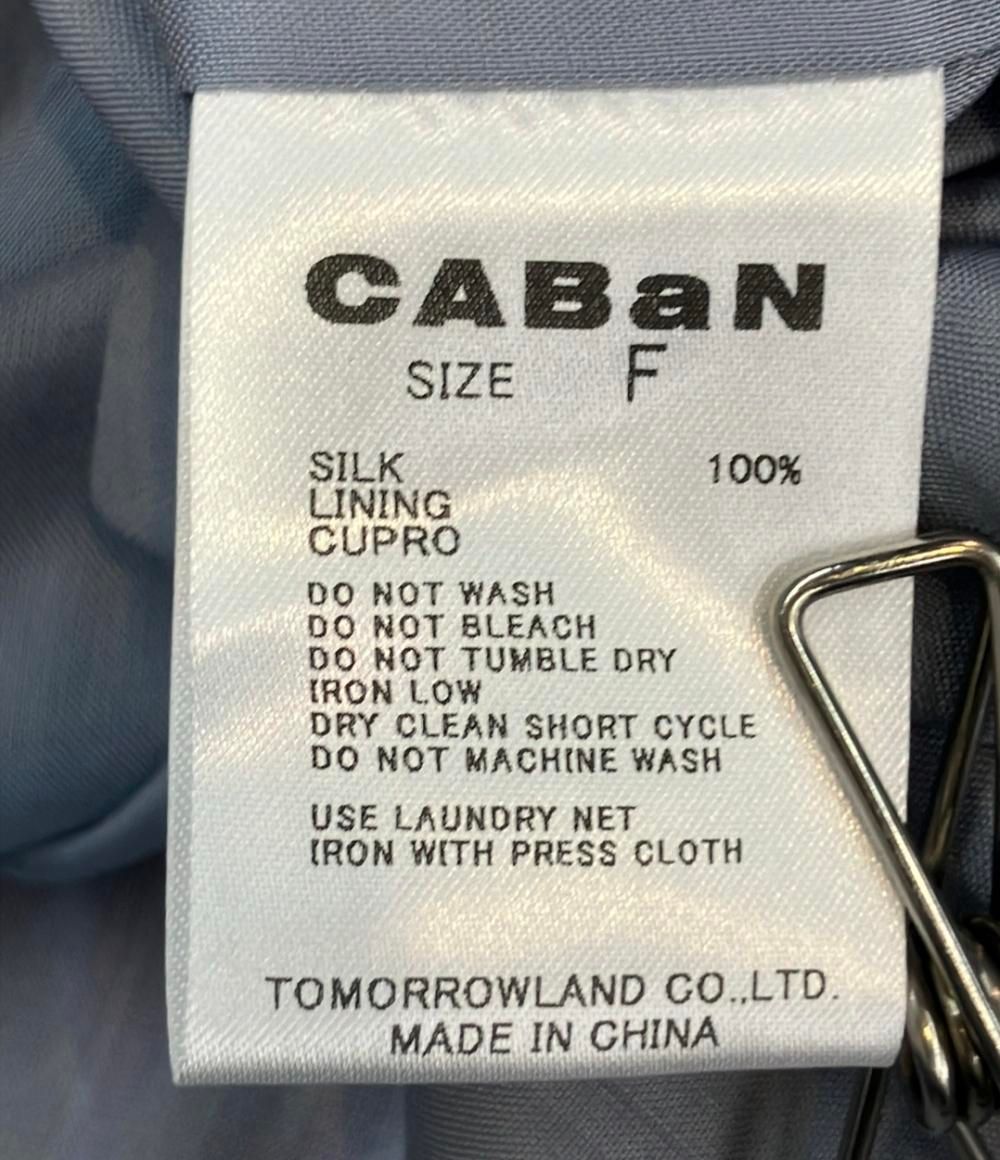 CABaN
SIZE F
SILK 100%
LINING
CUPRO
DO NOT WASH
DO NOT BLEACH
DO NOT TUMBLE DRY
IRON LOW
DRY CLEAN SHORT CYCLE
DO NOT MACHINE WASH
USE LAUNDRY NET
IRON WITH PRESS CLOTH
TOMORROWLAND CO.,LTD.
MADE IN CHINA